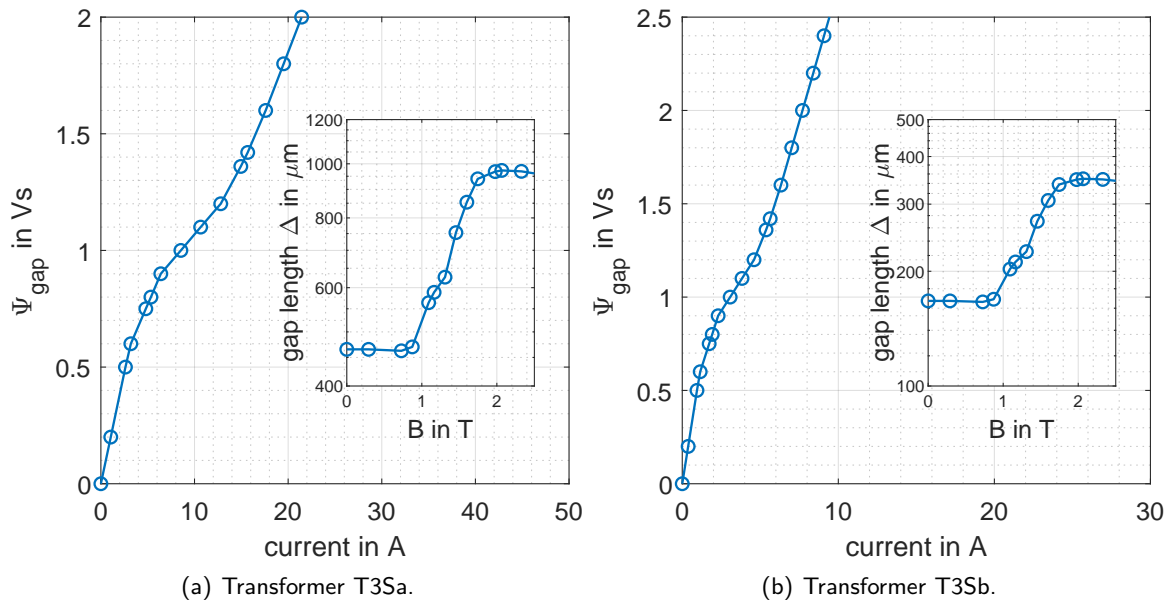 2
1.5
1
0.5
0
Ψgap in Vs
0 10 20 30 40 50
current in A
1200
1000
800
600
400
gap length Δ in μm
0 1 2
B in T
(a) Transformer T3Sa.
2.5
2
1.5
1
0.5
0
Ψgap in Vs
0 10 20 30
current in A
500
400
300
200
100
gap length Δ in μm
0 1 2
B in T
(b) Transformer T3Sb.